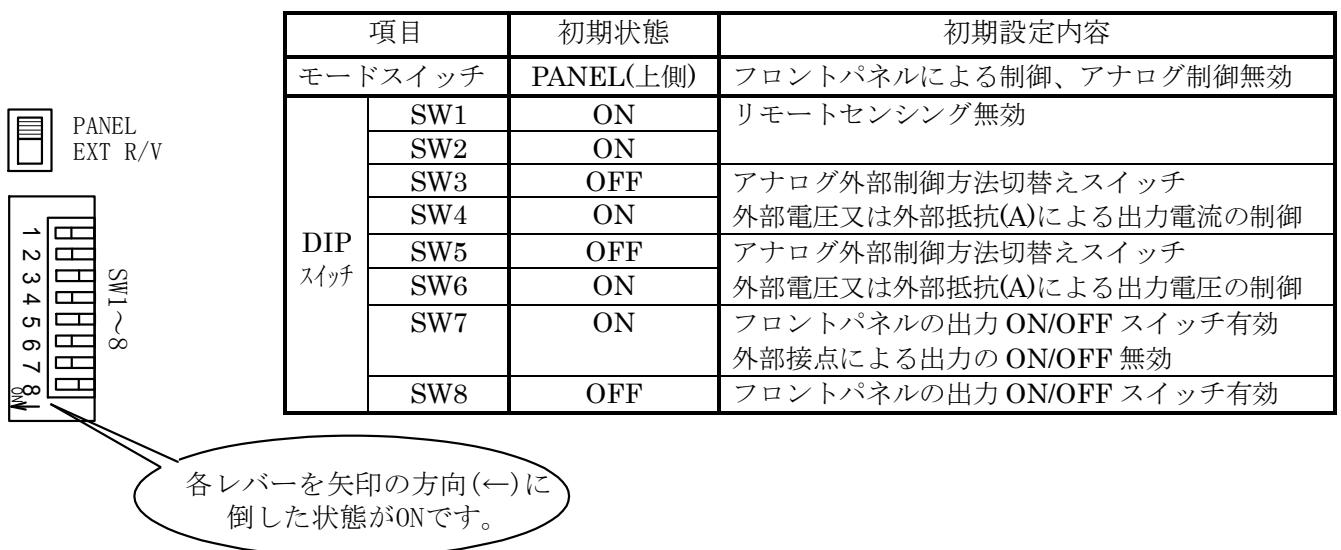 項目 初期状態 初期設定内容
モードスイッチ PANEL(上側) フロントパネルによる制御、アナログ制御無効
DIP
スイッチ
SW1 ON リモートセンシング無効
SW2 ON
SW3 OFF アナログ外部制御方法切替えスイッチ
SW4 ON 外部電圧又は外部抵抗(A)による出力電流の制御
SW5 OFF アナログ外部制御方法切替えスイッチ
SW6 ON 外部電圧又は外部抵抗(A)による出力電圧の制御
SW7 ON フロントパネルの出力 ON/OFF スイッチ有効
外部接点による出力の ON/OFF 無効
SW8 OFF フロントパネルの出力 ON/OFF スイッチ有効
PANEL
EXT R/V
1 2 3 4 5 6 7 8
ON
SW1～8
各レバーを矢印の方向(←)に
倒した状態がONです。